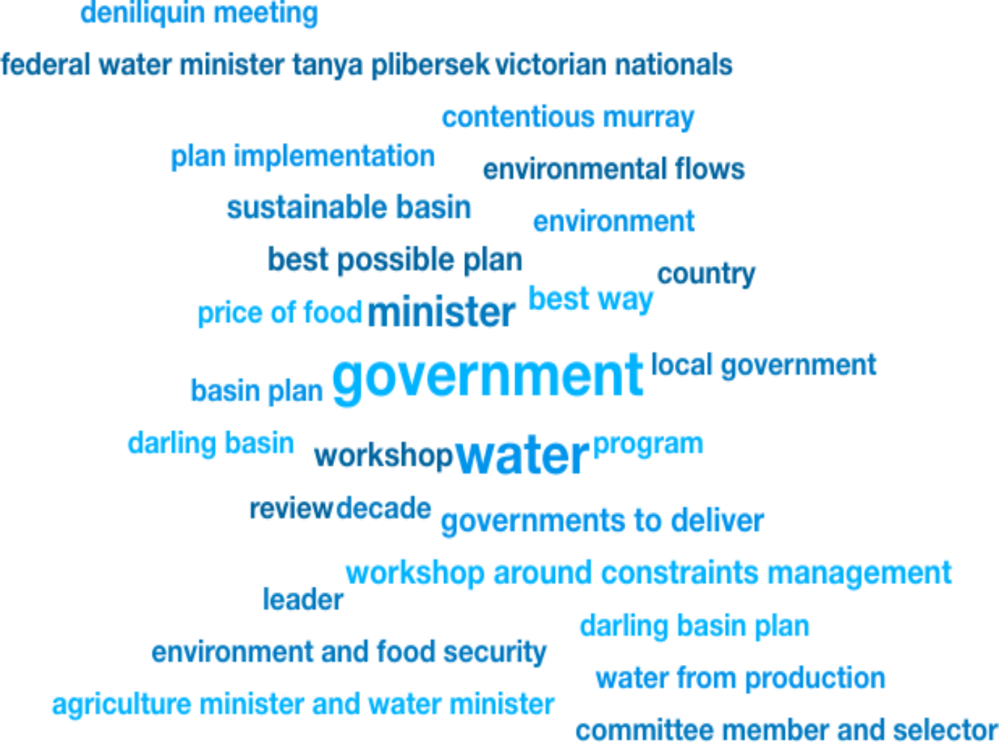 deniliquin meeting
federal water minister tanya plibersek victorian nationals
contentious murray
plan implementation
environmental flows
sustainable basin
environment
best possible plan
country
price of food minister best way
government local government
basin plan
darling basin workshop water program
review decade governments to deliver
workshop around constraints management
leader
darling basin plan
environment and food security
water from production
agriculture minister and water minister
committee member and selector